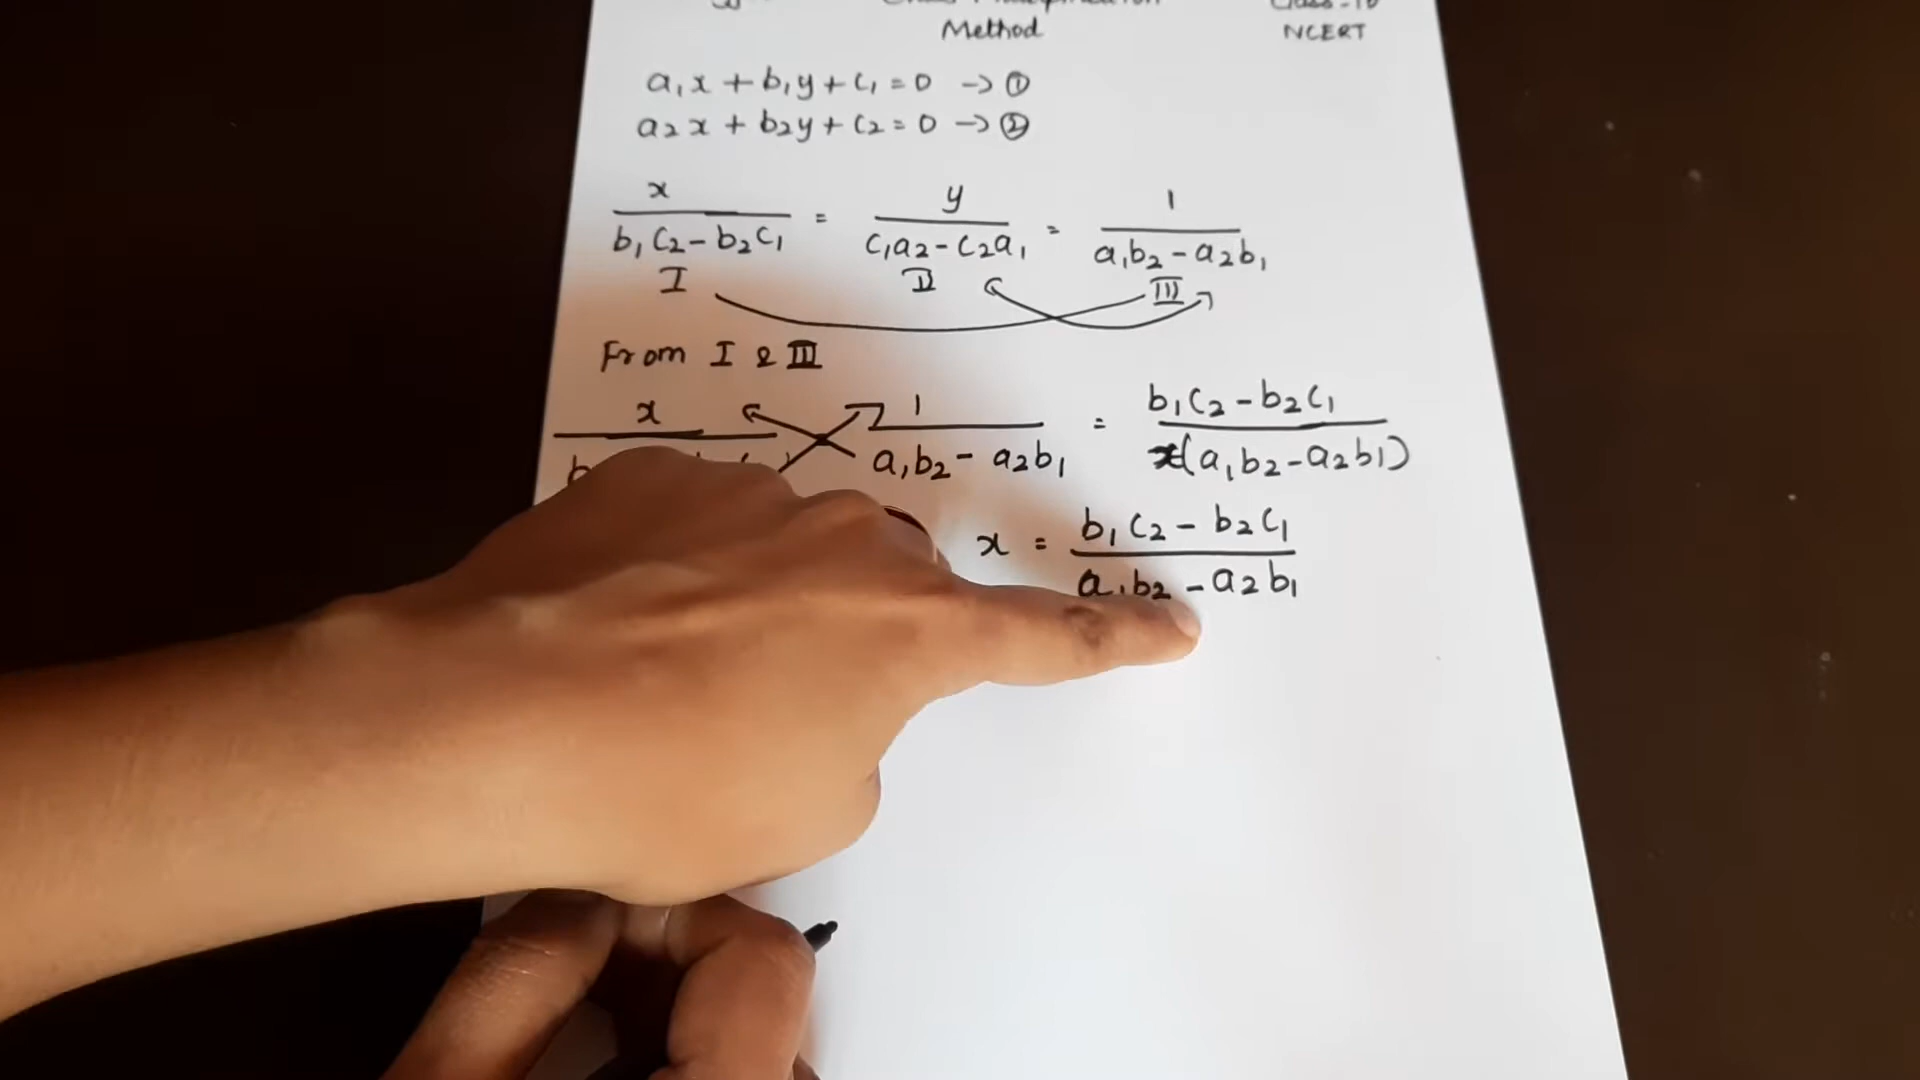 Method
NCERT
a₁x + b₁y + c₁ = 0 → ①
a₂x + b₂y + c₂ = 0 → ②
x / b₁c₂ - b₂c₁ = y / c₁a₂ - c₂a₁ = 1 / a₁b₂ - a₂b₁
I II III
From I & III
x 1 / a₁b₂ - a₂b₁ = b₁c₂ - b₂c₁ / x(a₁b₂ - a₂b₁)
x = b₁c₂ - b₂c₁ / a₁b₂ - a₂b₁